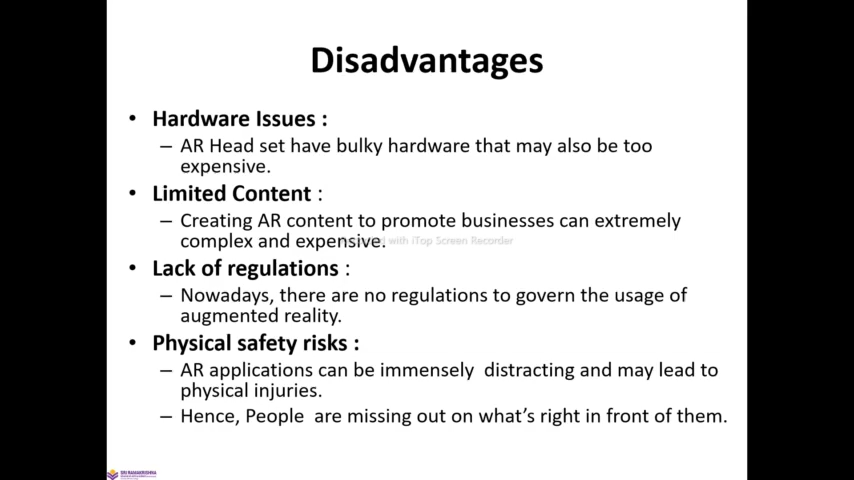 Disadvantages
• Hardware Issues :
– AR Head set have bulky hardware that may also be too
expensive.
• Limited Content :
– Creating AR content to promote businesses can extremely
complex and expensive.
with iTop Screen Recorder
• Lack of regulations :
– Nowadays, there are no regulations to govern the usage of
augmented reality.
• Physical safety risks :
– AR applications can be immensely  distracting and may lead to
physical injuries.
– Hence, People  are missing out on what's right in front of them.
SRI RAMAKRISHNA